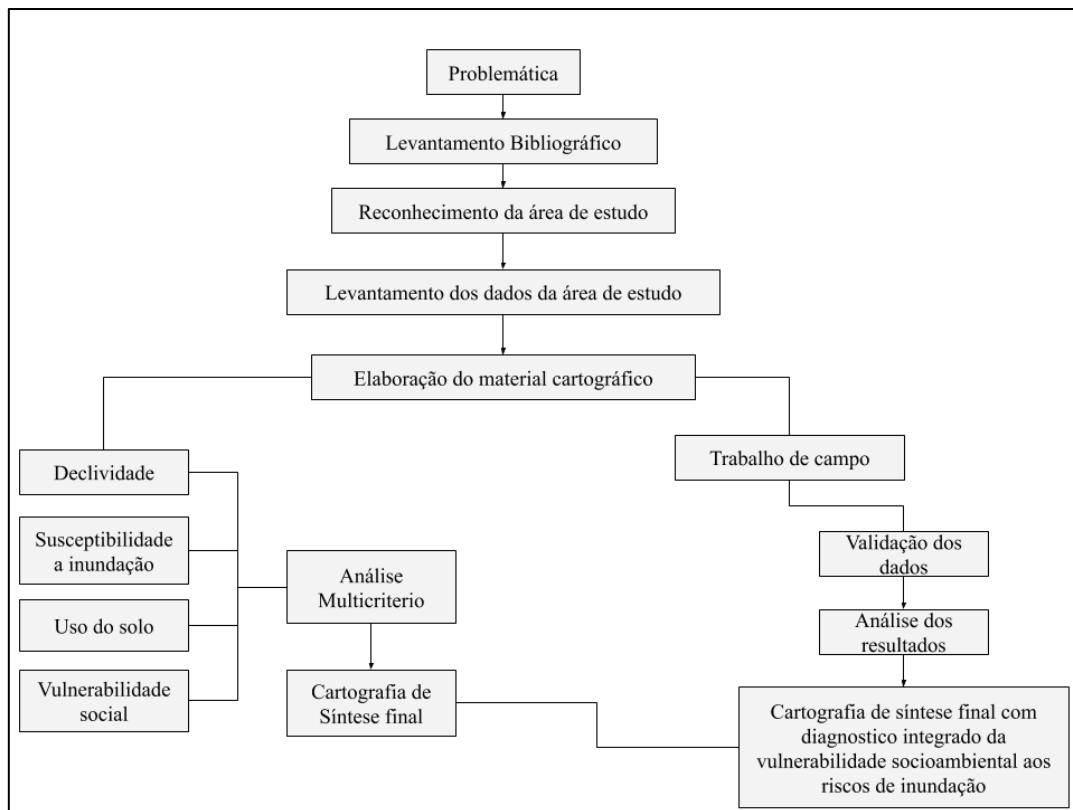 Problemática
Levantamento Bibliográfico
Reconhecimento da área de estudo
Levantamento dos dados da área de estudo
Elaboração do material cartográfico
Declividade
Susceptibilidade
a inundação
Uso do solo
Vulnerabilidade
social
Análise
Multicriterio
Cartografia de
Síntese final
Trabalho de campo
Validação dos
dados
Análise dos
resultados
Cartografia de síntese final com
diagnostico integrado da
vulnerabilidade socioambiental aos
riscos de inundação